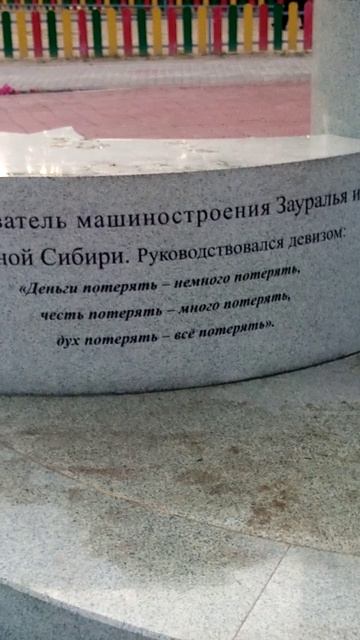 ватель машиностроения Зауралья и
ной Сибири. Руководствовался девизом:
«Деньги потерять – немного потерять,
честь потерять – много потерять,
дух потерять – всё потерять».